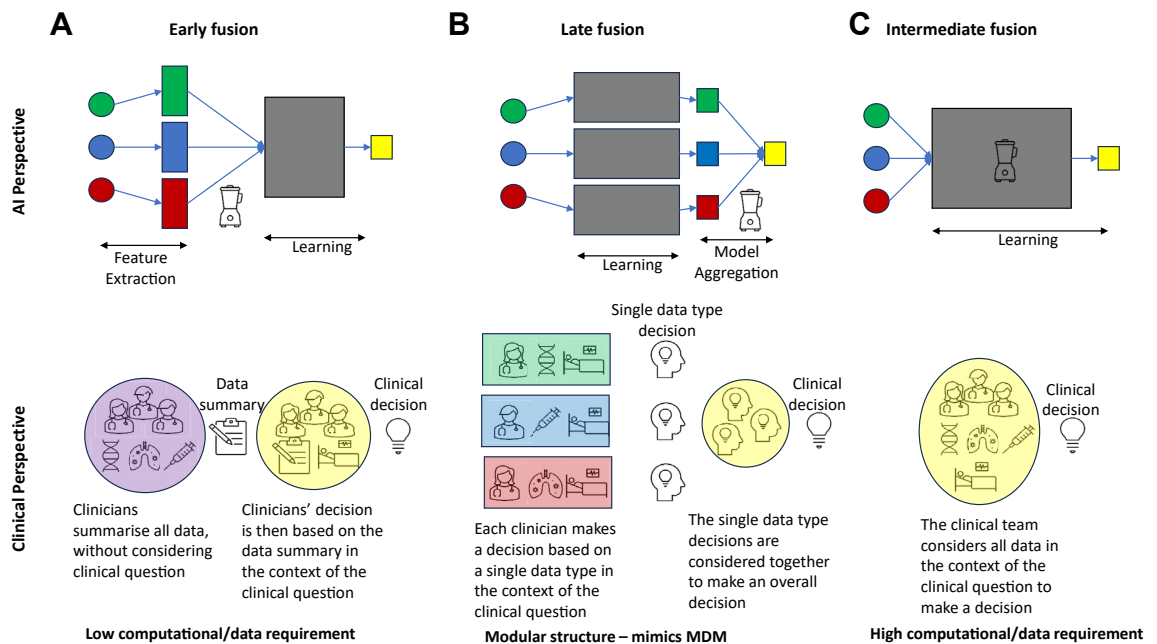 A
Early fusion
B
Late fusion
C
Intermediate fusion
AI Perspective
Learning
Feature
Extraction
Learning
Model
Aggregation
Learning
Clinical Perspective
Data
summary
Clinical
decision
Clinicians
summarise all data,
without considering
clinical question
Clinicians’ decision
is then based on the
data summary in
the context of the
clinical question
Low computational/data requirement
Single data type
decision
Clinical
decision
Each clinician makes
a decision based on
a single data type in
the context of the
clinical question
The single data type
decisions are
considered together
to make an overall
decision
Modular structure – mimics MDM
Clinical
decision
The clinical team
considers all data in
the context of the
clinical question to
make a decision
High computational/data requirement